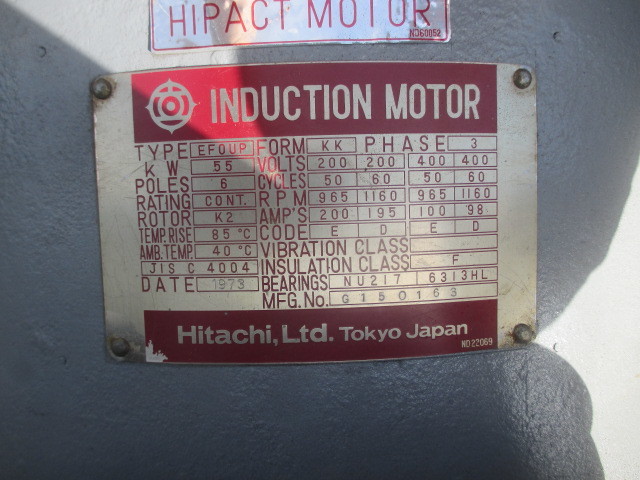 HIPACT MOTOR
NJ60052
INDUCTION MOTOR
TYPE EFOUP FORM KK PHASE 3
KW 55 VOLTS 200 200 400 400
POLES 6 CYCLES 50 60 50 60
RATING CONT. RPM 965 1160 965 1160
ROTOR K2 AMP'S 200 195 100 98
TEMP. RISE 85 °C CODE E D E D
AMB. TEMP. 40 °C VIBRATION CLASS
JIS C 4004 INSULATION CLASS F
DATE 1973 BEARINGS NU217 6313HL
MFG. No. G150163
Hitachi, Ltd. Tokyo Japan
NO22069